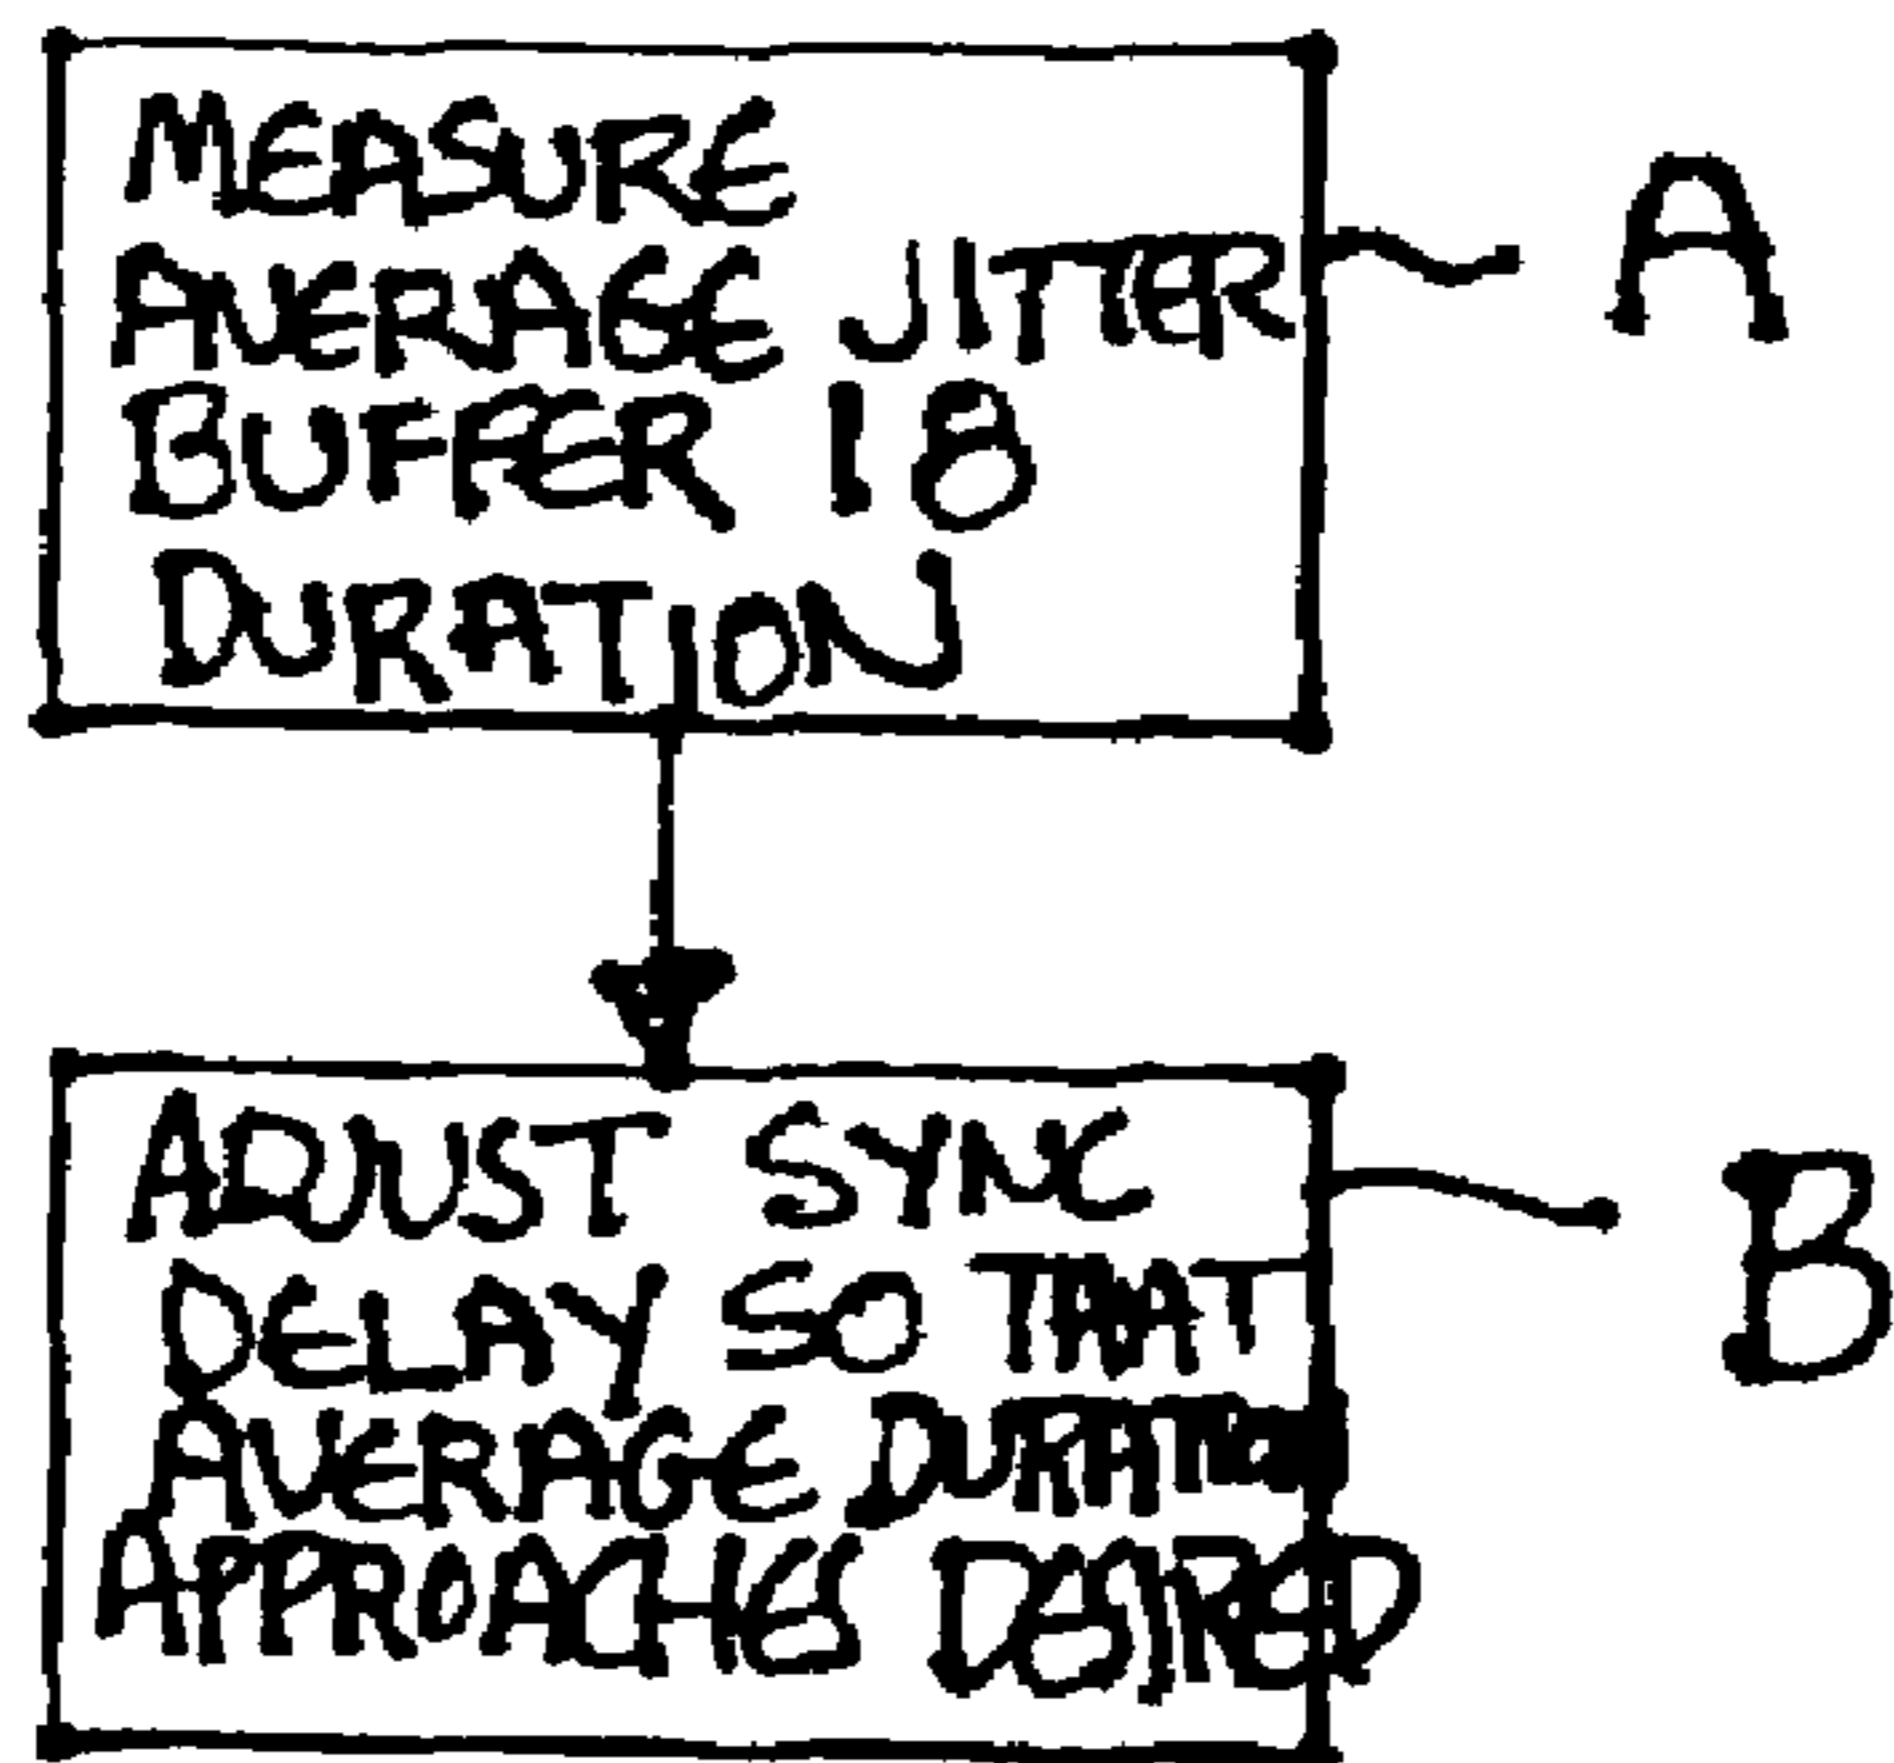 MEASURE
AVERAGE JITTER
BUFFER 18
DURATION
A
ADJUST SYNC
DELAY SO THAT
AVERAGE DURATION
APPROACHES DESIRED
B